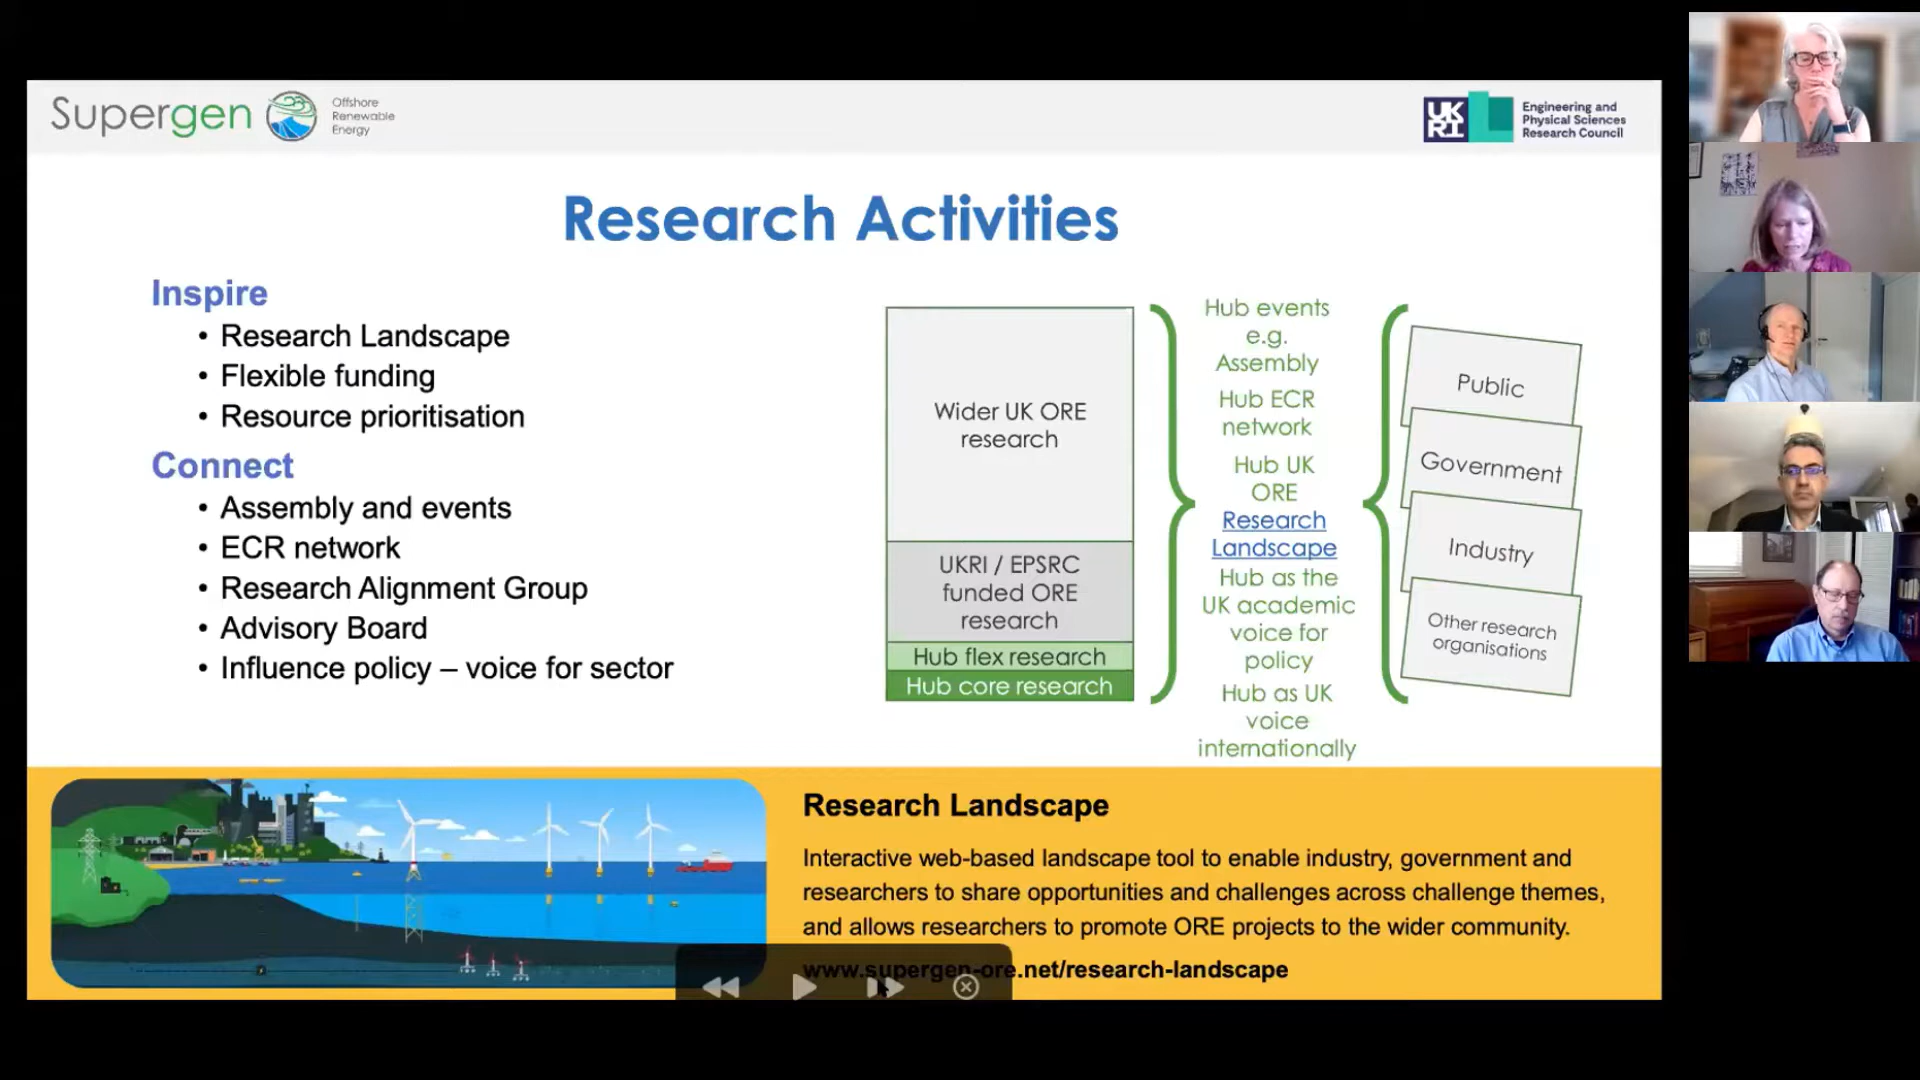 Supergen
Offshore
Renewable
Energy
UK
RI
Engineering and
Physical Sciences
Research Council
Research Activities
Inspire
• Research Landscape
• Flexible funding
• Resource prioritisation
Connect
• Assembly and events
• ECR network
• Research Alignment Group
• Advisory Board
• Influence policy – voice for sector
Wider UK ORE
research
UKRI / EPSRC
funded ORE
research
Hub flex research
Hub core research
Hub events
e.g.
Assembly
Hub ECR
network
Hub UK
ORE
Research
Landscape
Hub as the
UK academic
voice for
policy
Hub as UK
voice
internationally
Public
Government
Industry
Other research
organisations
Research Landscape
Interactive web-based landscape tool to enable industry, government and
researchers to share opportunities and challenges across challenge themes,
and allows researchers to promote ORE projects to the wider community.
www.supergen-ore.net/research-landscape